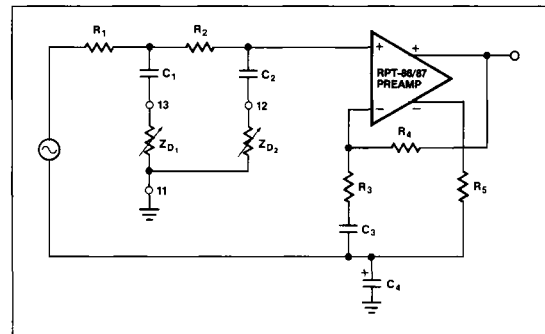 R1
R2
C1
C2
13
12
ZD1
ZD2
11
+
+
RPT-86/87
PREAMP
−
−
R4
R3
R5
C3
+
C4